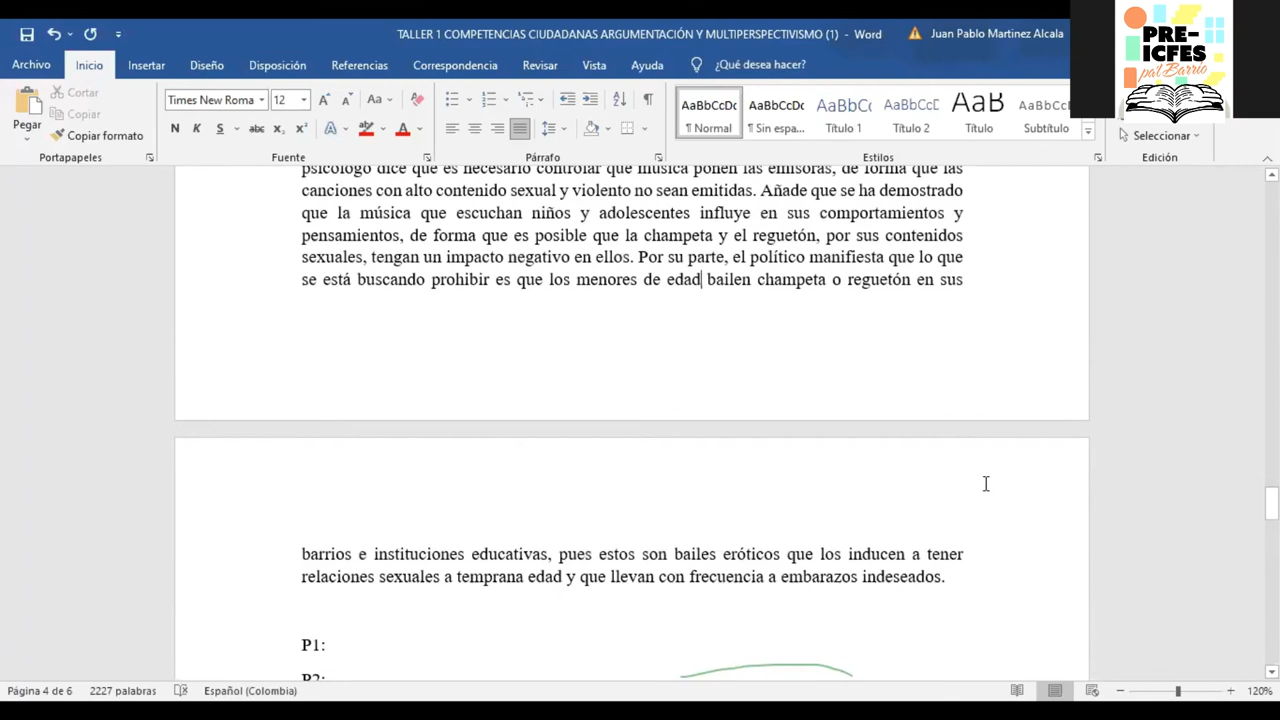 TALLER 1 COMPETENCIAS CIUDADANAS ARGUMENTACIÓN Y MULTIPERSPECTIVISMO (1) - Word
Juan Pablo Martinez Alcala
PRE-
ICFES
pal Barrio
Archivo
Inicio
Insertar
Diseño
Disposición
Referencias
Correspondencia
Revisar
Vista
Ayuda
¿Qué desea hacer?
Pegar
Cortar
Copiar
Copiar formato
Times New Roma
12
Aa
N K S abc x₂ x²
AaBbCcDc
AaBbCcDc
AaBbC
AaBbCcD
AaB
AaBbCcD
¶ Normal
¶ Sin espa...
Título 1
Título 2
Título
Subtítulo
Seleccionar
Portapapeles
Fuente
Párrafo
Estilos
Edición
psicólogo dice que es necesario controlar qué música ponen las emisoras, de forma que las
canciones con alto contenido sexual y violento no sean emitidas. Añade que se ha demostrado
que la música que escuchan niños y adolescentes influye en sus comportamientos y
pensamientos, de forma que es posible que la champeta y el reguetón, por sus contenidos
sexuales, tengan un impacto negativo en ellos. Por su parte, el político manifiesta que lo que
se está buscando prohibir es que los menores de edad bailen champeta o reguetón en sus
barrios e instituciones educativas, pues estos son bailes eróticos que los inducen a tener
relaciones sexuales a temprana edad y que llevan con frecuencia a embarazos indeseados.
P1:
P2:
Página 4 de 6
2227 palabras
Español (Colombia)
120%